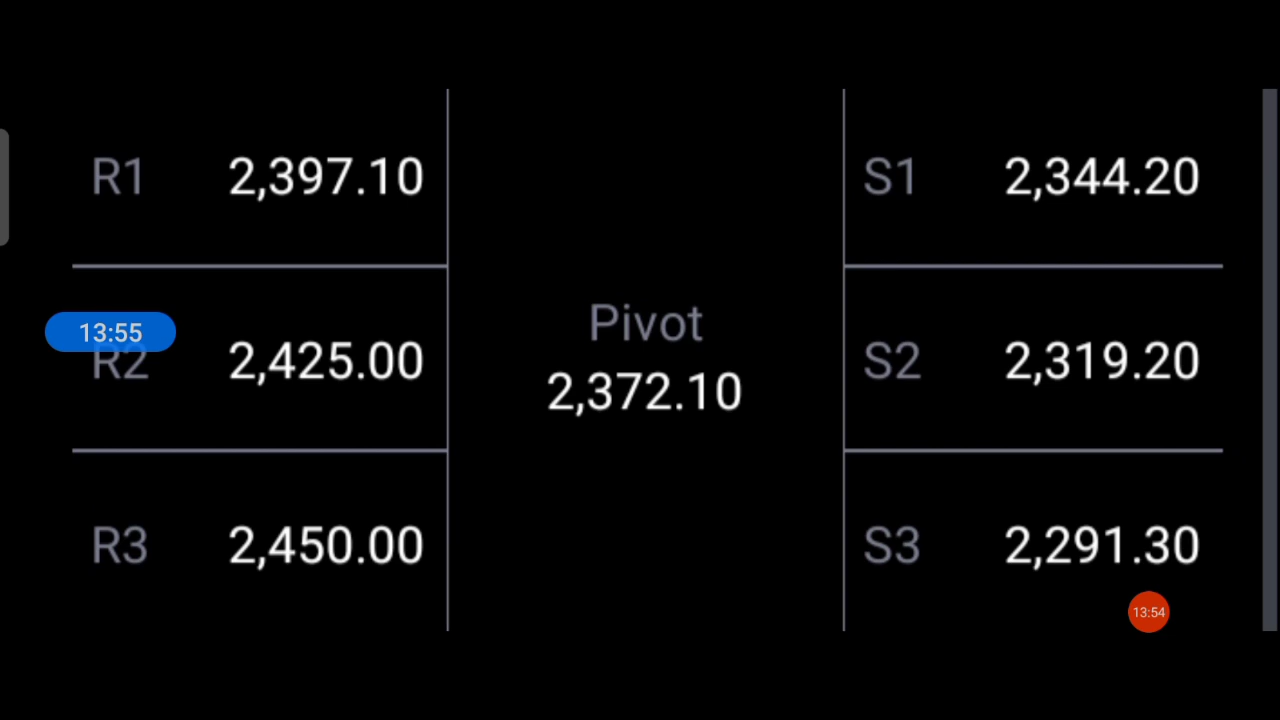 R1 2,397.10
S1 2,344.20
13:55
R2 2,425.00
Pivot
2,372.10
S2 2,319.20
R3 2,450.00
S3 2,291.30
13:54